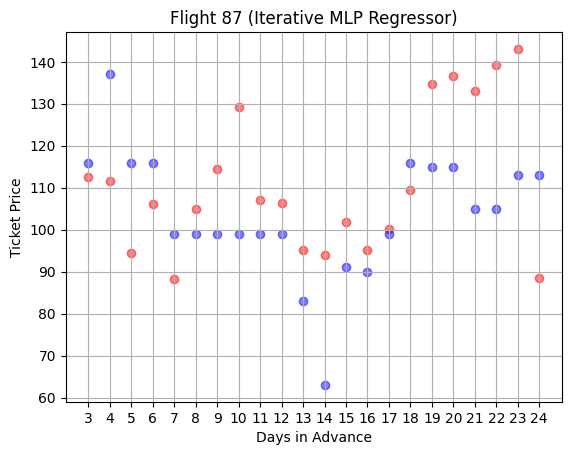 Flight 87 (Iterative MLP Regressor)
Ticket Price
140
130
120
110
100
90
80
70
60
3 4 5 6 7 8 9 10 11 12 13 14 15 16 17 18 19 20 21 22 23 24
Days in Advance